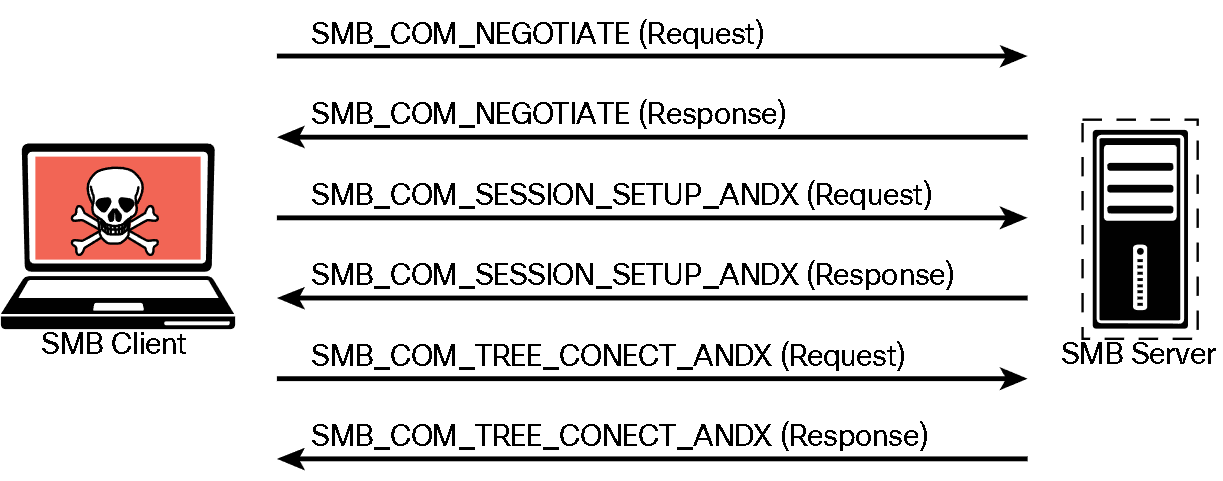 SMB_COM_NEGOTIATE (Request)
SMB_COM_NEGOTIATE (Response)
SMB_COM_SESSION_SETUP_ANDX (Request)
SMB_COM_SESSION_SETUP_ANDX (Response)
SMB Client
SMB_COM_TREE_CONECT_ANDX (Request)
SMB Server
SMB_COM_TREE_CONECT_ANDX (Response)